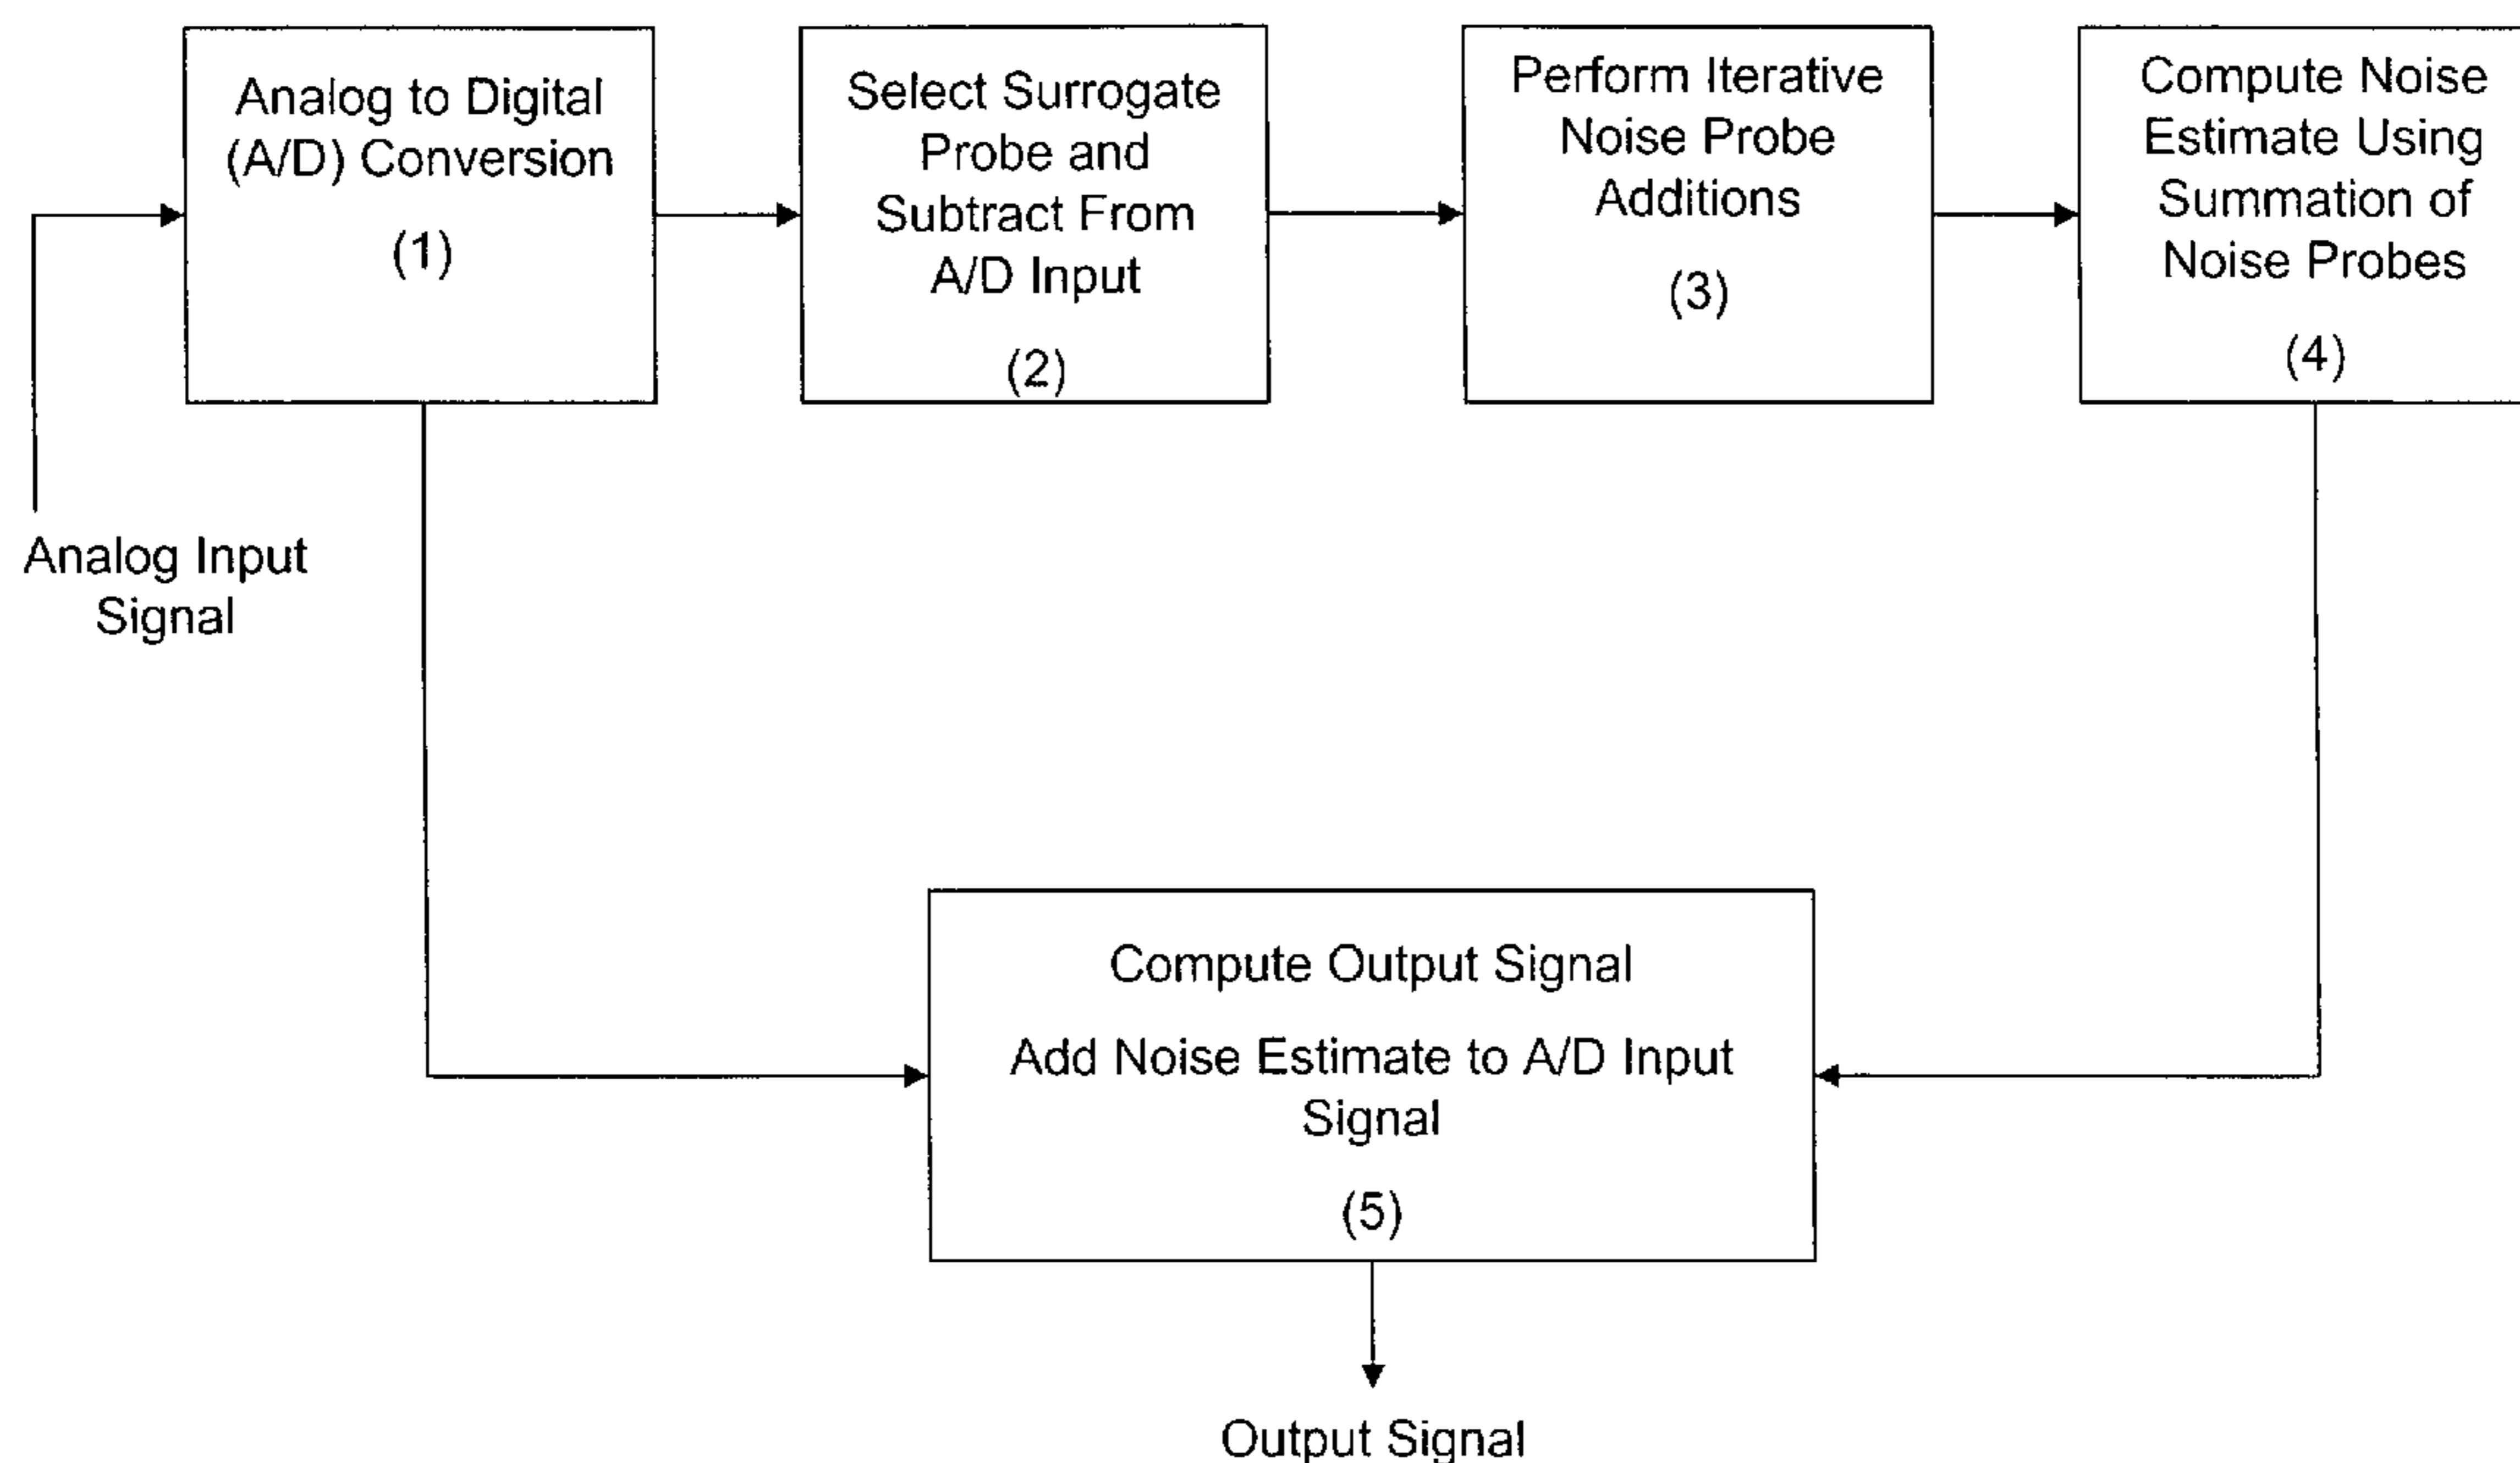 Analog to Digital
(A/D) Conversion
(1)
Select Surrogate
Probe and
Subtract From
A/D Input
(2)
Perform Iterative
Noise Probe
Additions
(3)
Compute Noise
Estimate Using
Summation of
Noise Probes
(4)
Analog Input
Signal
Compute Output Signal
Add Noise Estimate to A/D Input
Signal
(5)
Output Signal